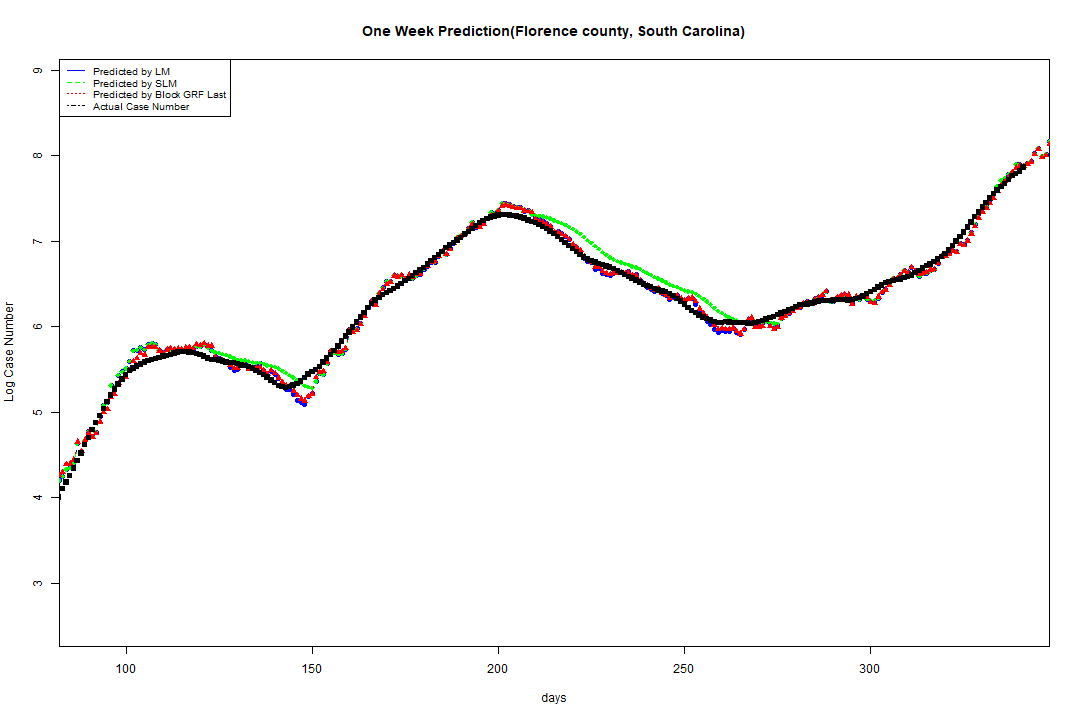 One Week Prediction(Florence county, South Carolina)
Predicted by LM
Predicted by SLM
Predicted by Block GRF Last
Actual Case Number
9
8
7
6
5
4
3
Log Case Number
100 150 200 250 300
days